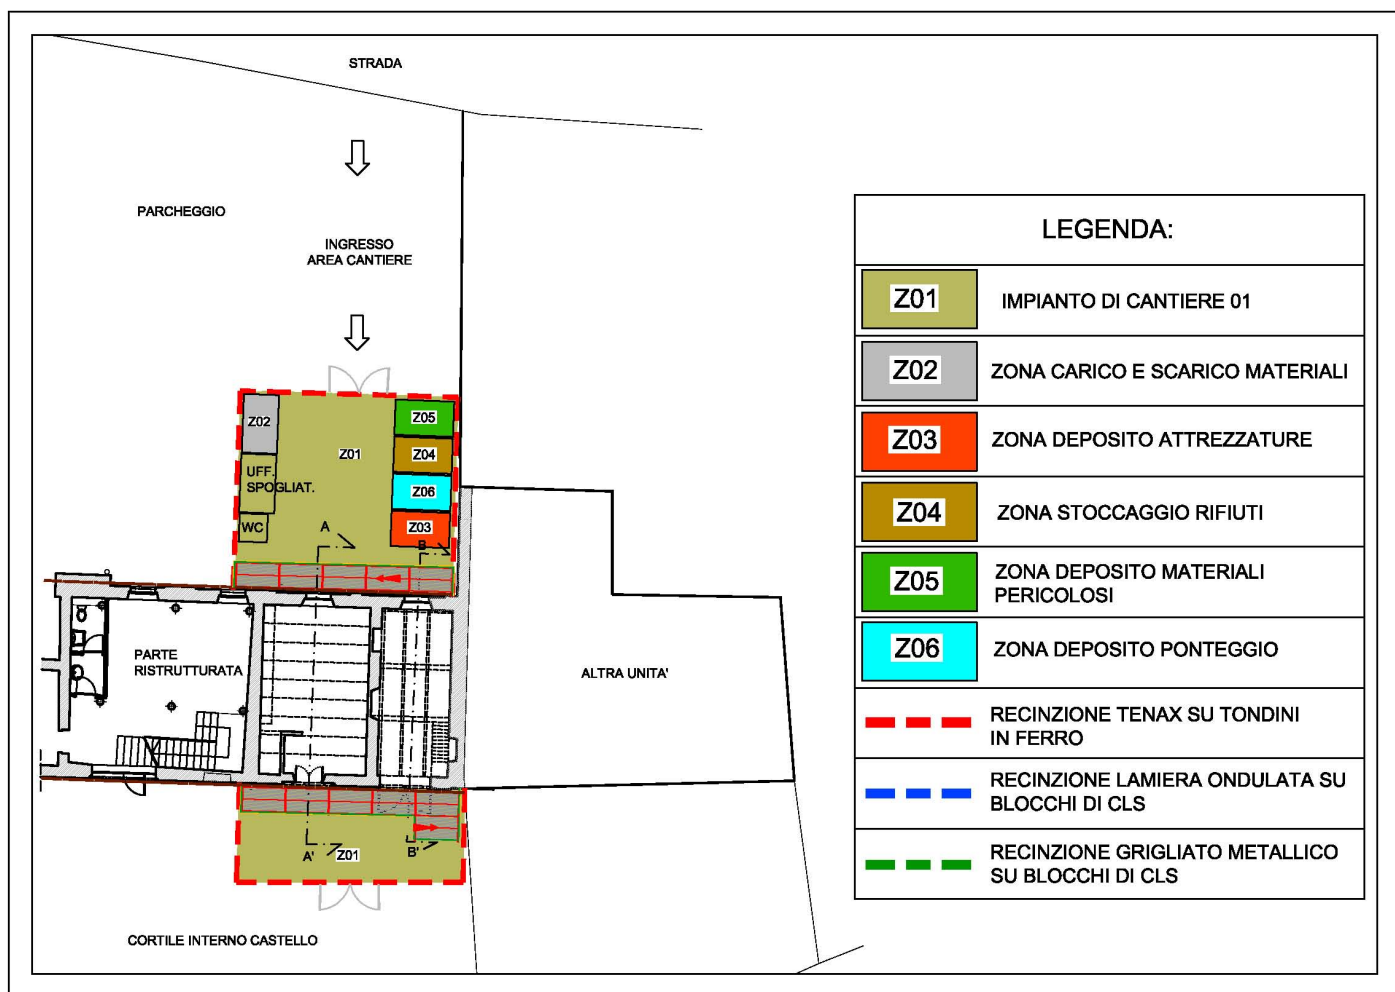 STRADA
PARCHEGGIO
INGRESSO
AREA CANTIERE
Z02
Z05
Z01
Z04
UFF.
SPOGLIAT.
Z06
WC
Z03
A
B
PARTE
RISTRUTTURATA
ALTRA UNITA'
A'
Z01
B'
CORTILE INTERNO CASTELLO
LEGENDA:
Z01 IMPIANTO DI CANTIERE 01
Z02 ZONA CARICO E SCARICO MATERIALI
Z03 ZONA DEPOSITO ATTREZZATURE
Z04 ZONA STOCCAGGIO RIFIUTI
Z05 ZONA DEPOSITO MATERIALI
PERICOLOSI
Z06 ZONA DEPOSITO PONTEGGIO
RECINZIONE TENAX SU TONDINI
IN FERRO
RECINZIONE LAMIERA ONDULATA SU
BLOCCHI DI CLS
RECINZIONE GRIGLIATO METALLICO
SU BLOCCHI DI CLS